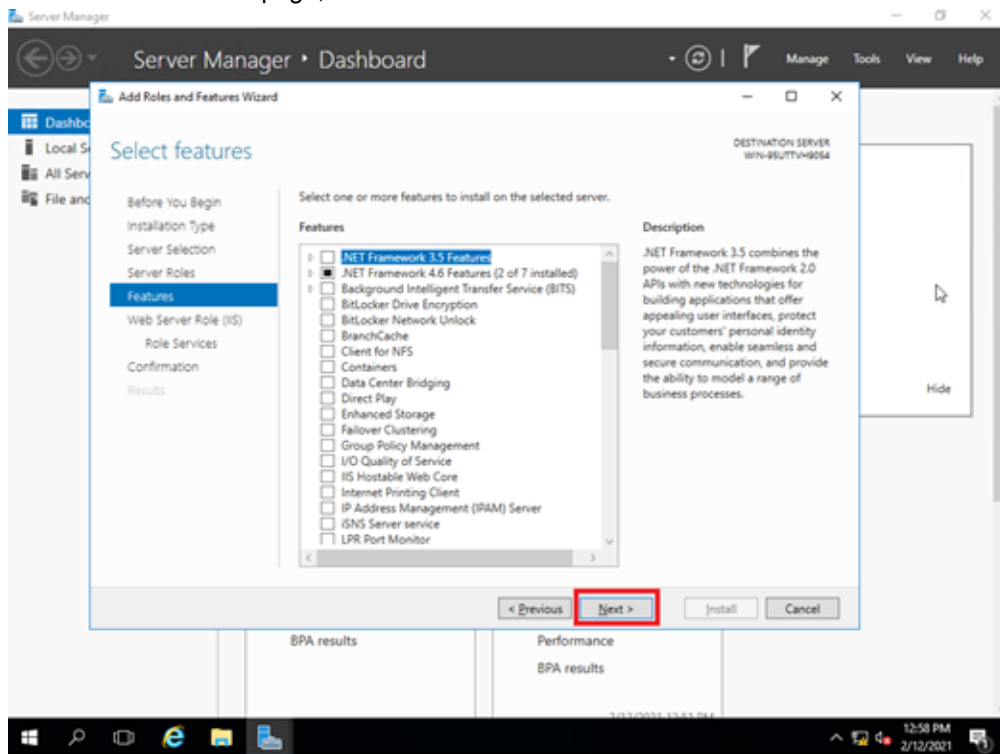 Server Manager
Server Manager • Dashboard
Manage Tools View Help
Add Roles and Features Wizard
Dashbo
Local Se
All Serv
File and
Select features
DESTINATION SERVER
WIN-95UTTVH9054
Before You Begin
Installation Type
Server Selection
Server Roles
Features
Web Server Role (IIS)
Role Services
Confirmation
Results
Select one or more features to install on the selected server.
Features
.NET Framework 3.5 Features
.NET Framework 4.6 Features (2 of 7 installed)
Background Intelligent Transfer Service (BITS)
BitLocker Drive Encryption
BitLocker Network Unlock
BranchCache
Client for NFS
Containers
Data Center Bridging
Direct Play
Enhanced Storage
Failover Clustering
Group Policy Management
I/O Quality of Service
IIS Hostable Web Core
Internet Printing Client
IP Address Management (IPAM) Server
iSNS Server service
LPR Port Monitor
Description
.NET Framework 3.5 combines the
power of the .NET Framework 2.0
APIs with new technologies for
building applications that offer
appealing user interfaces, protect
your customers' personal identity
information, enable seamless and
secure communication, and provide
the ability to model a range of
business processes.
Hide
< Previous
Next >
Install
Cancel
BPA results
Performance
BPA results
12:58 PM
2/12/2021